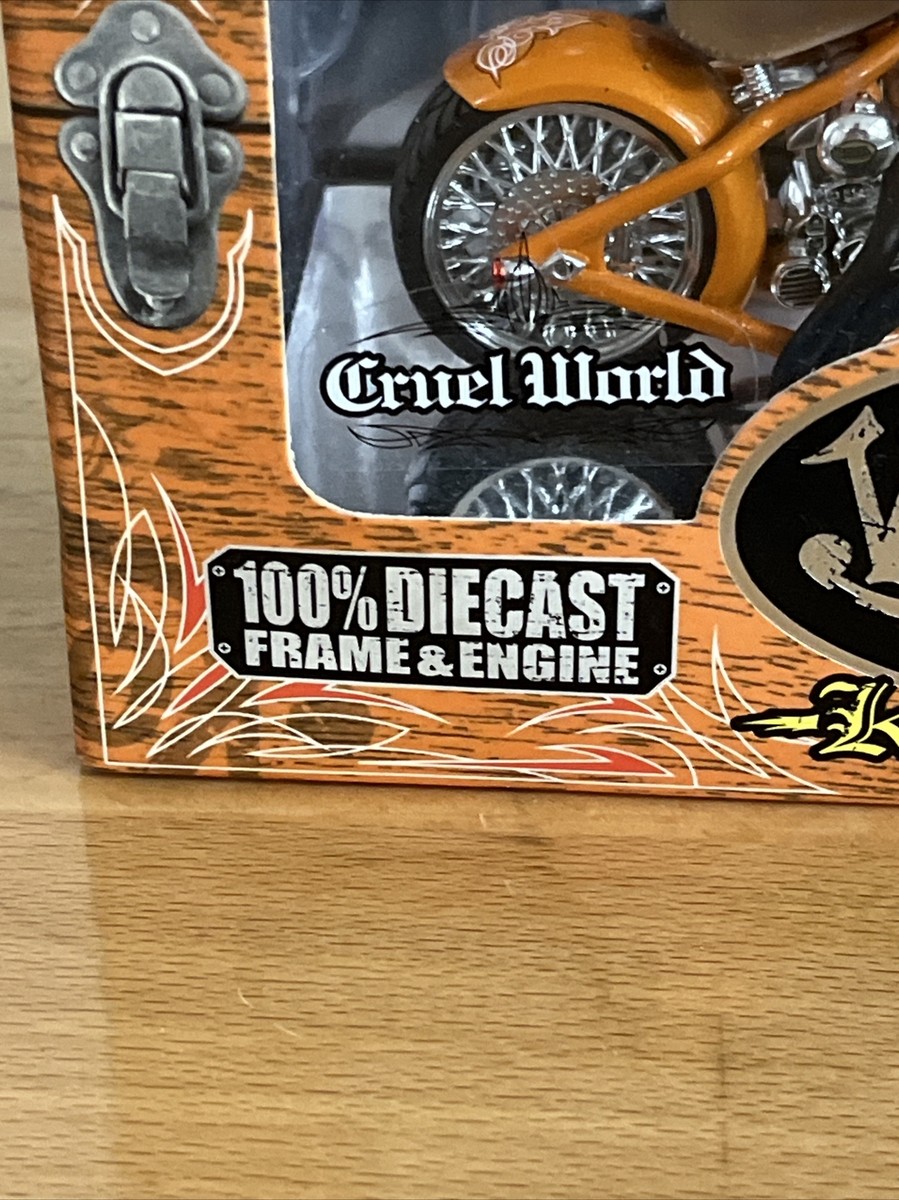 Cruel World
100% DIECAST
FRAME & ENGINE